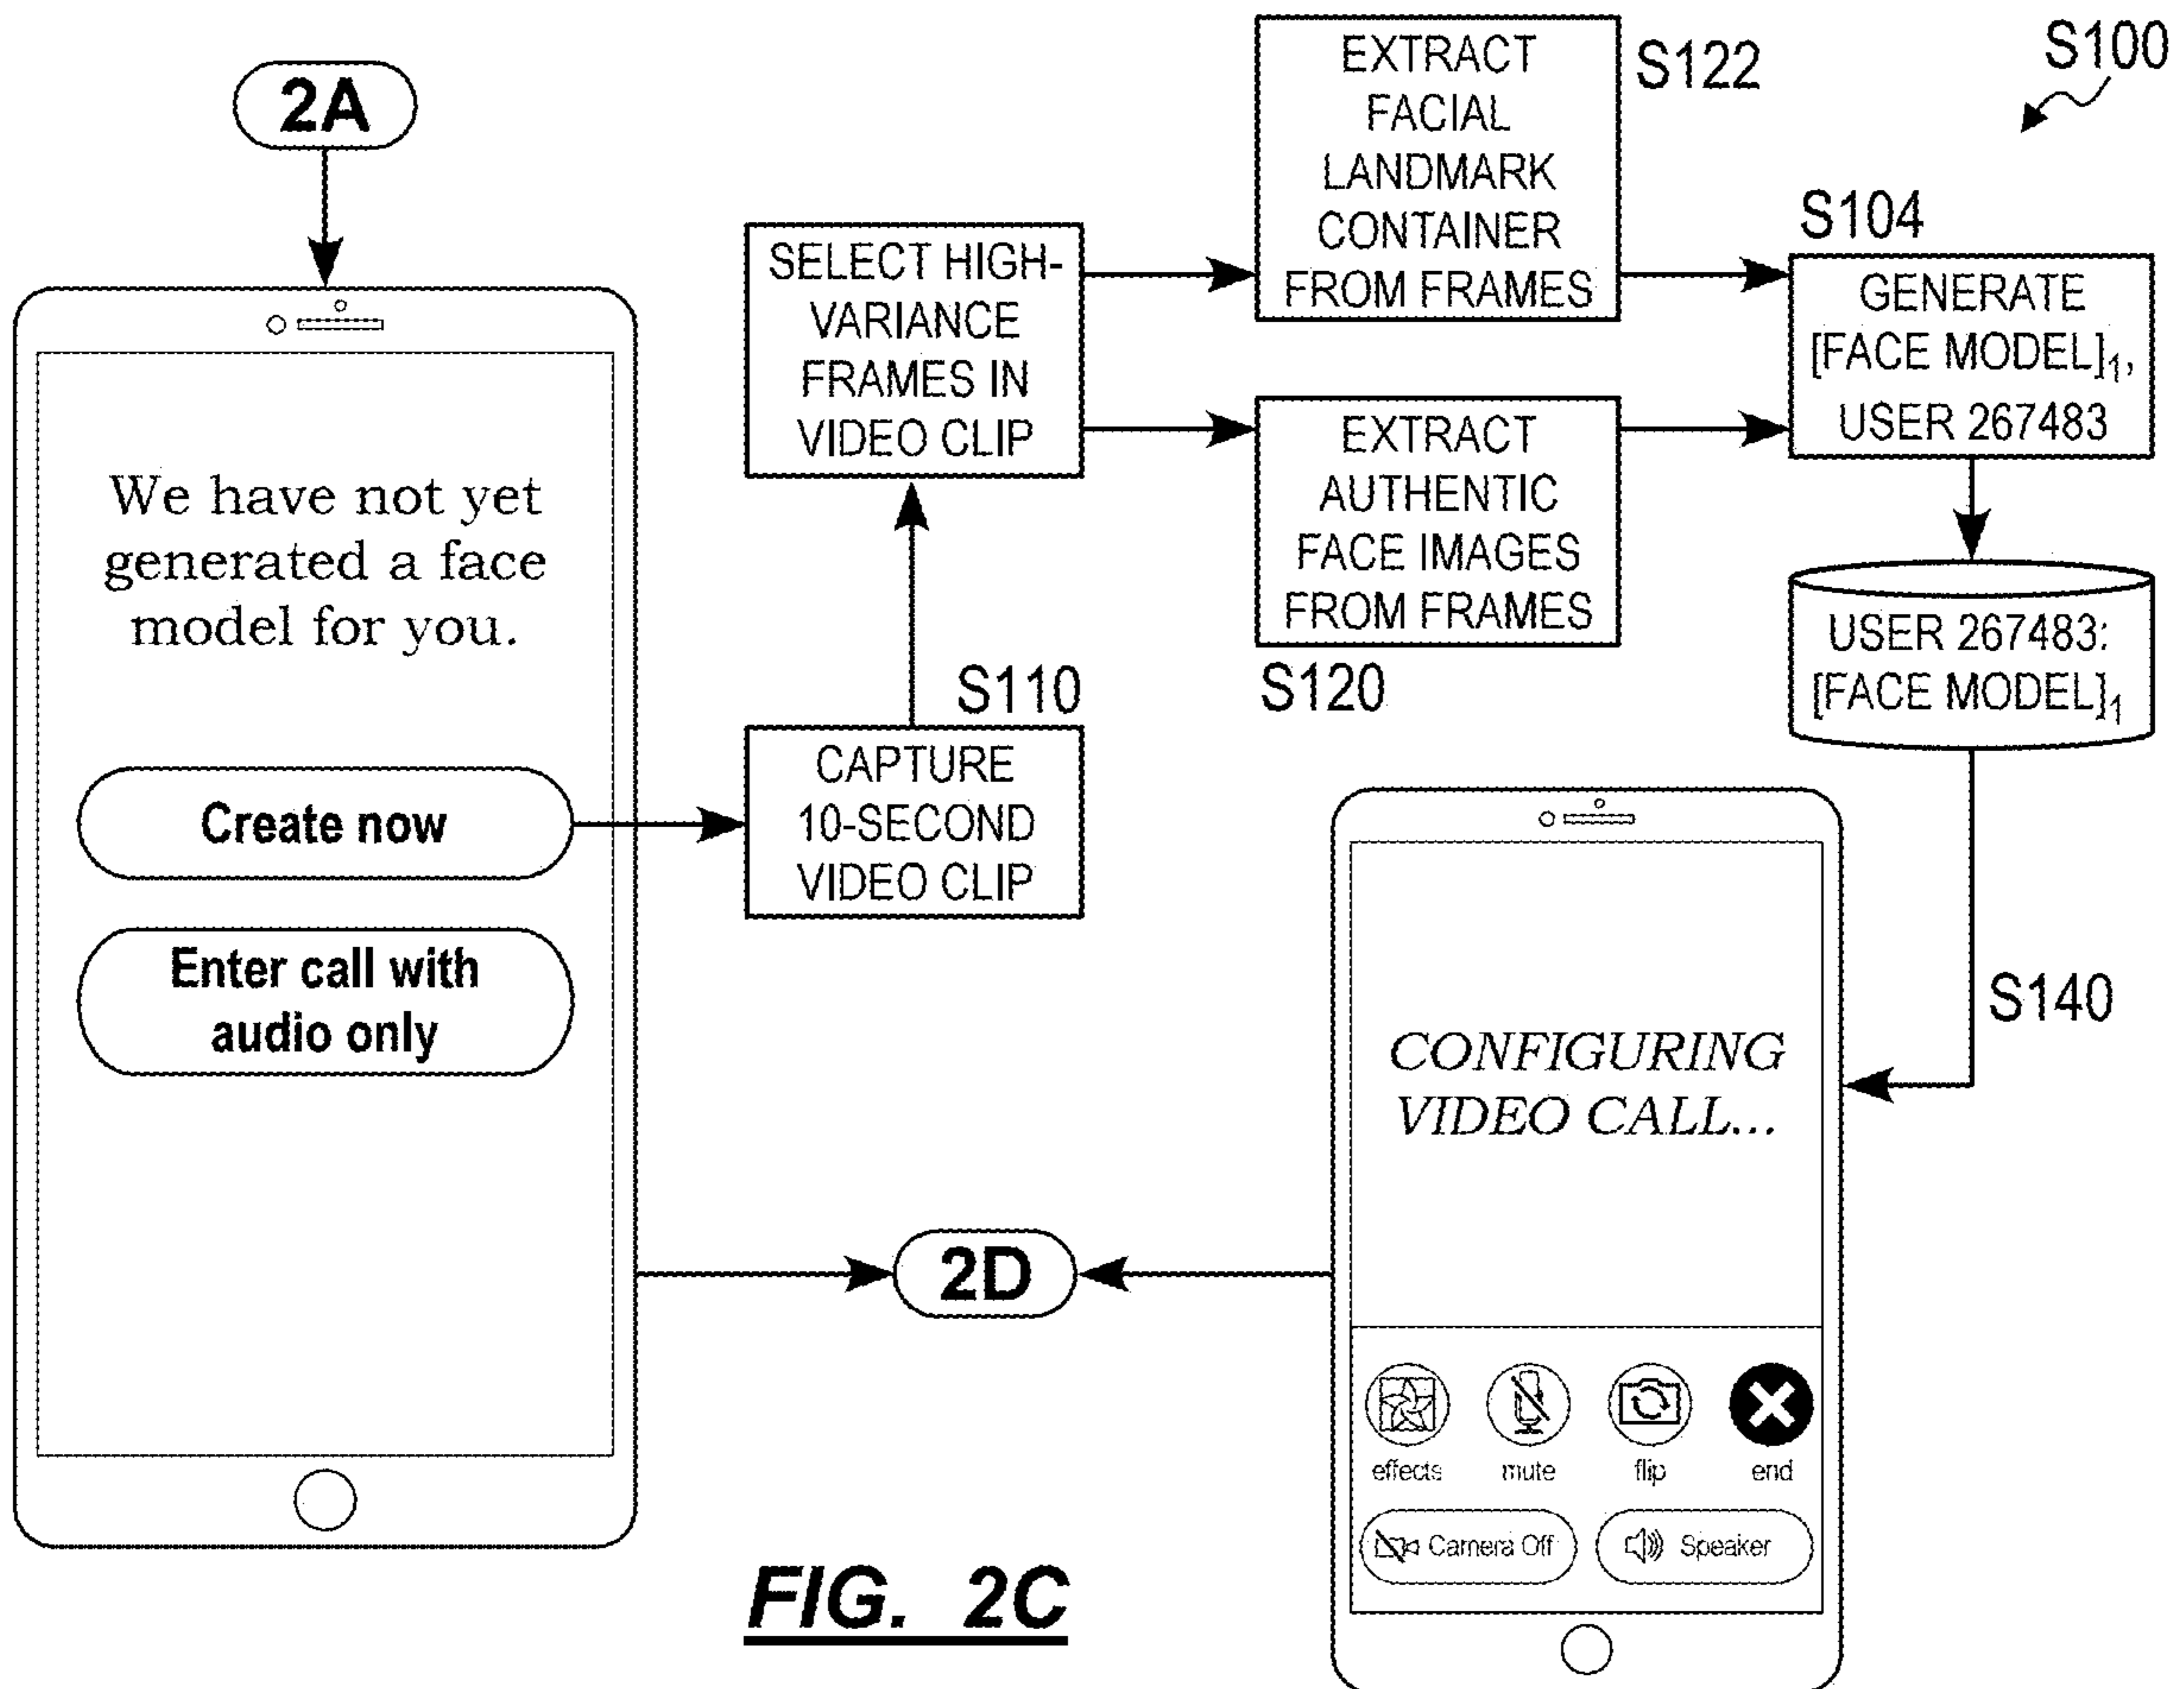 2A
We have not yet
generated a face
model for you.
Create now
Enter call with
audio only
S110
CAPTURE
10-SECOND
VIDEO CLIP
SELECT HIGH-
VARIANCE
FRAMES IN
VIDEO CLIP
EXTRACT
FACIAL
LANDMARK
CONTAINER
FROM FRAMES
S122
EXTRACT
AUTHENTIC
FACE IMAGES
FROM FRAMES
S120
S100
S104
GENERATE
[FACE MODEL]1,
USER 267483
USER 267483:
[FACE MODEL]1
S140
CONFIGURING
VIDEO CALL...
effects mute flip end
Camera Off Speaker
2D
FIG. 2C